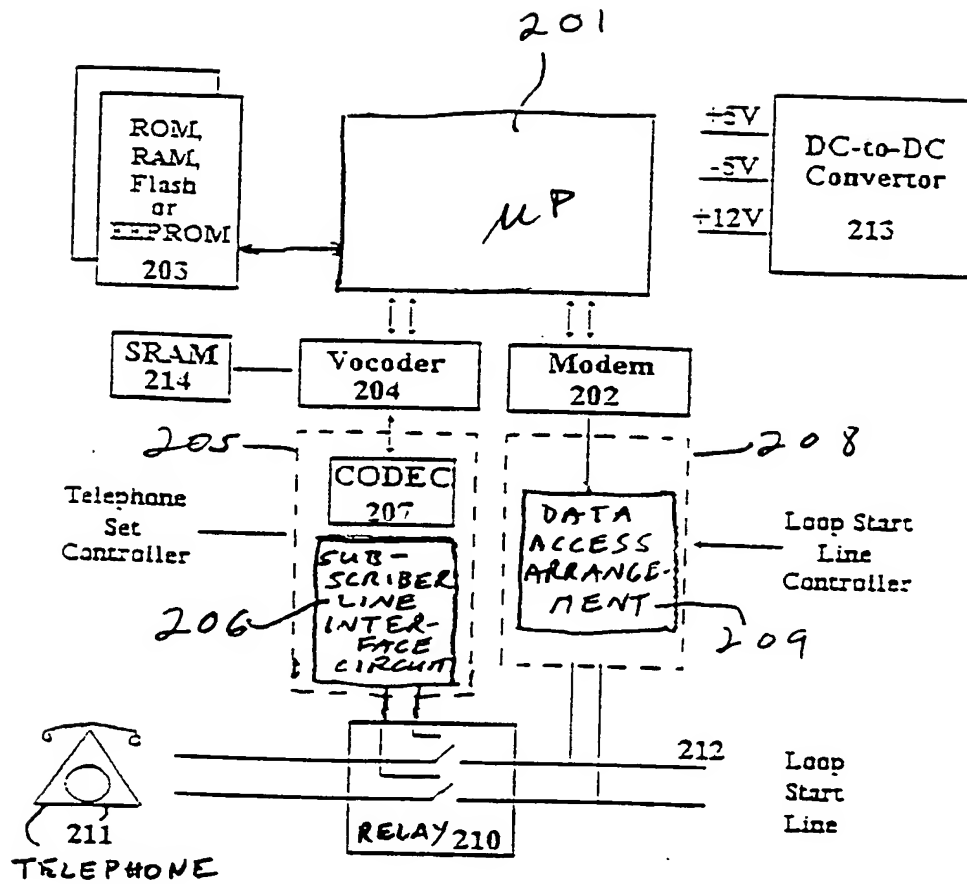 201
ROM,
RAM,
Flash
or
EEPROM
203
μP
+5V
-5V
+12V
DC-to-DC
Convertor
213
SRAM
214
Vocoder
204
Modem
202
205
208
CODEC
207
Telephone
Set
Controller
SUB-
SCRIBER
LINE
INTER-
FACE
CIRCUIT
206
DATA
ACCESS
ARRANGE-
MENT
209
Loop Start
Line
Controller
212
Loop
Start
Line
211
TELEPHONE
RELAY 210